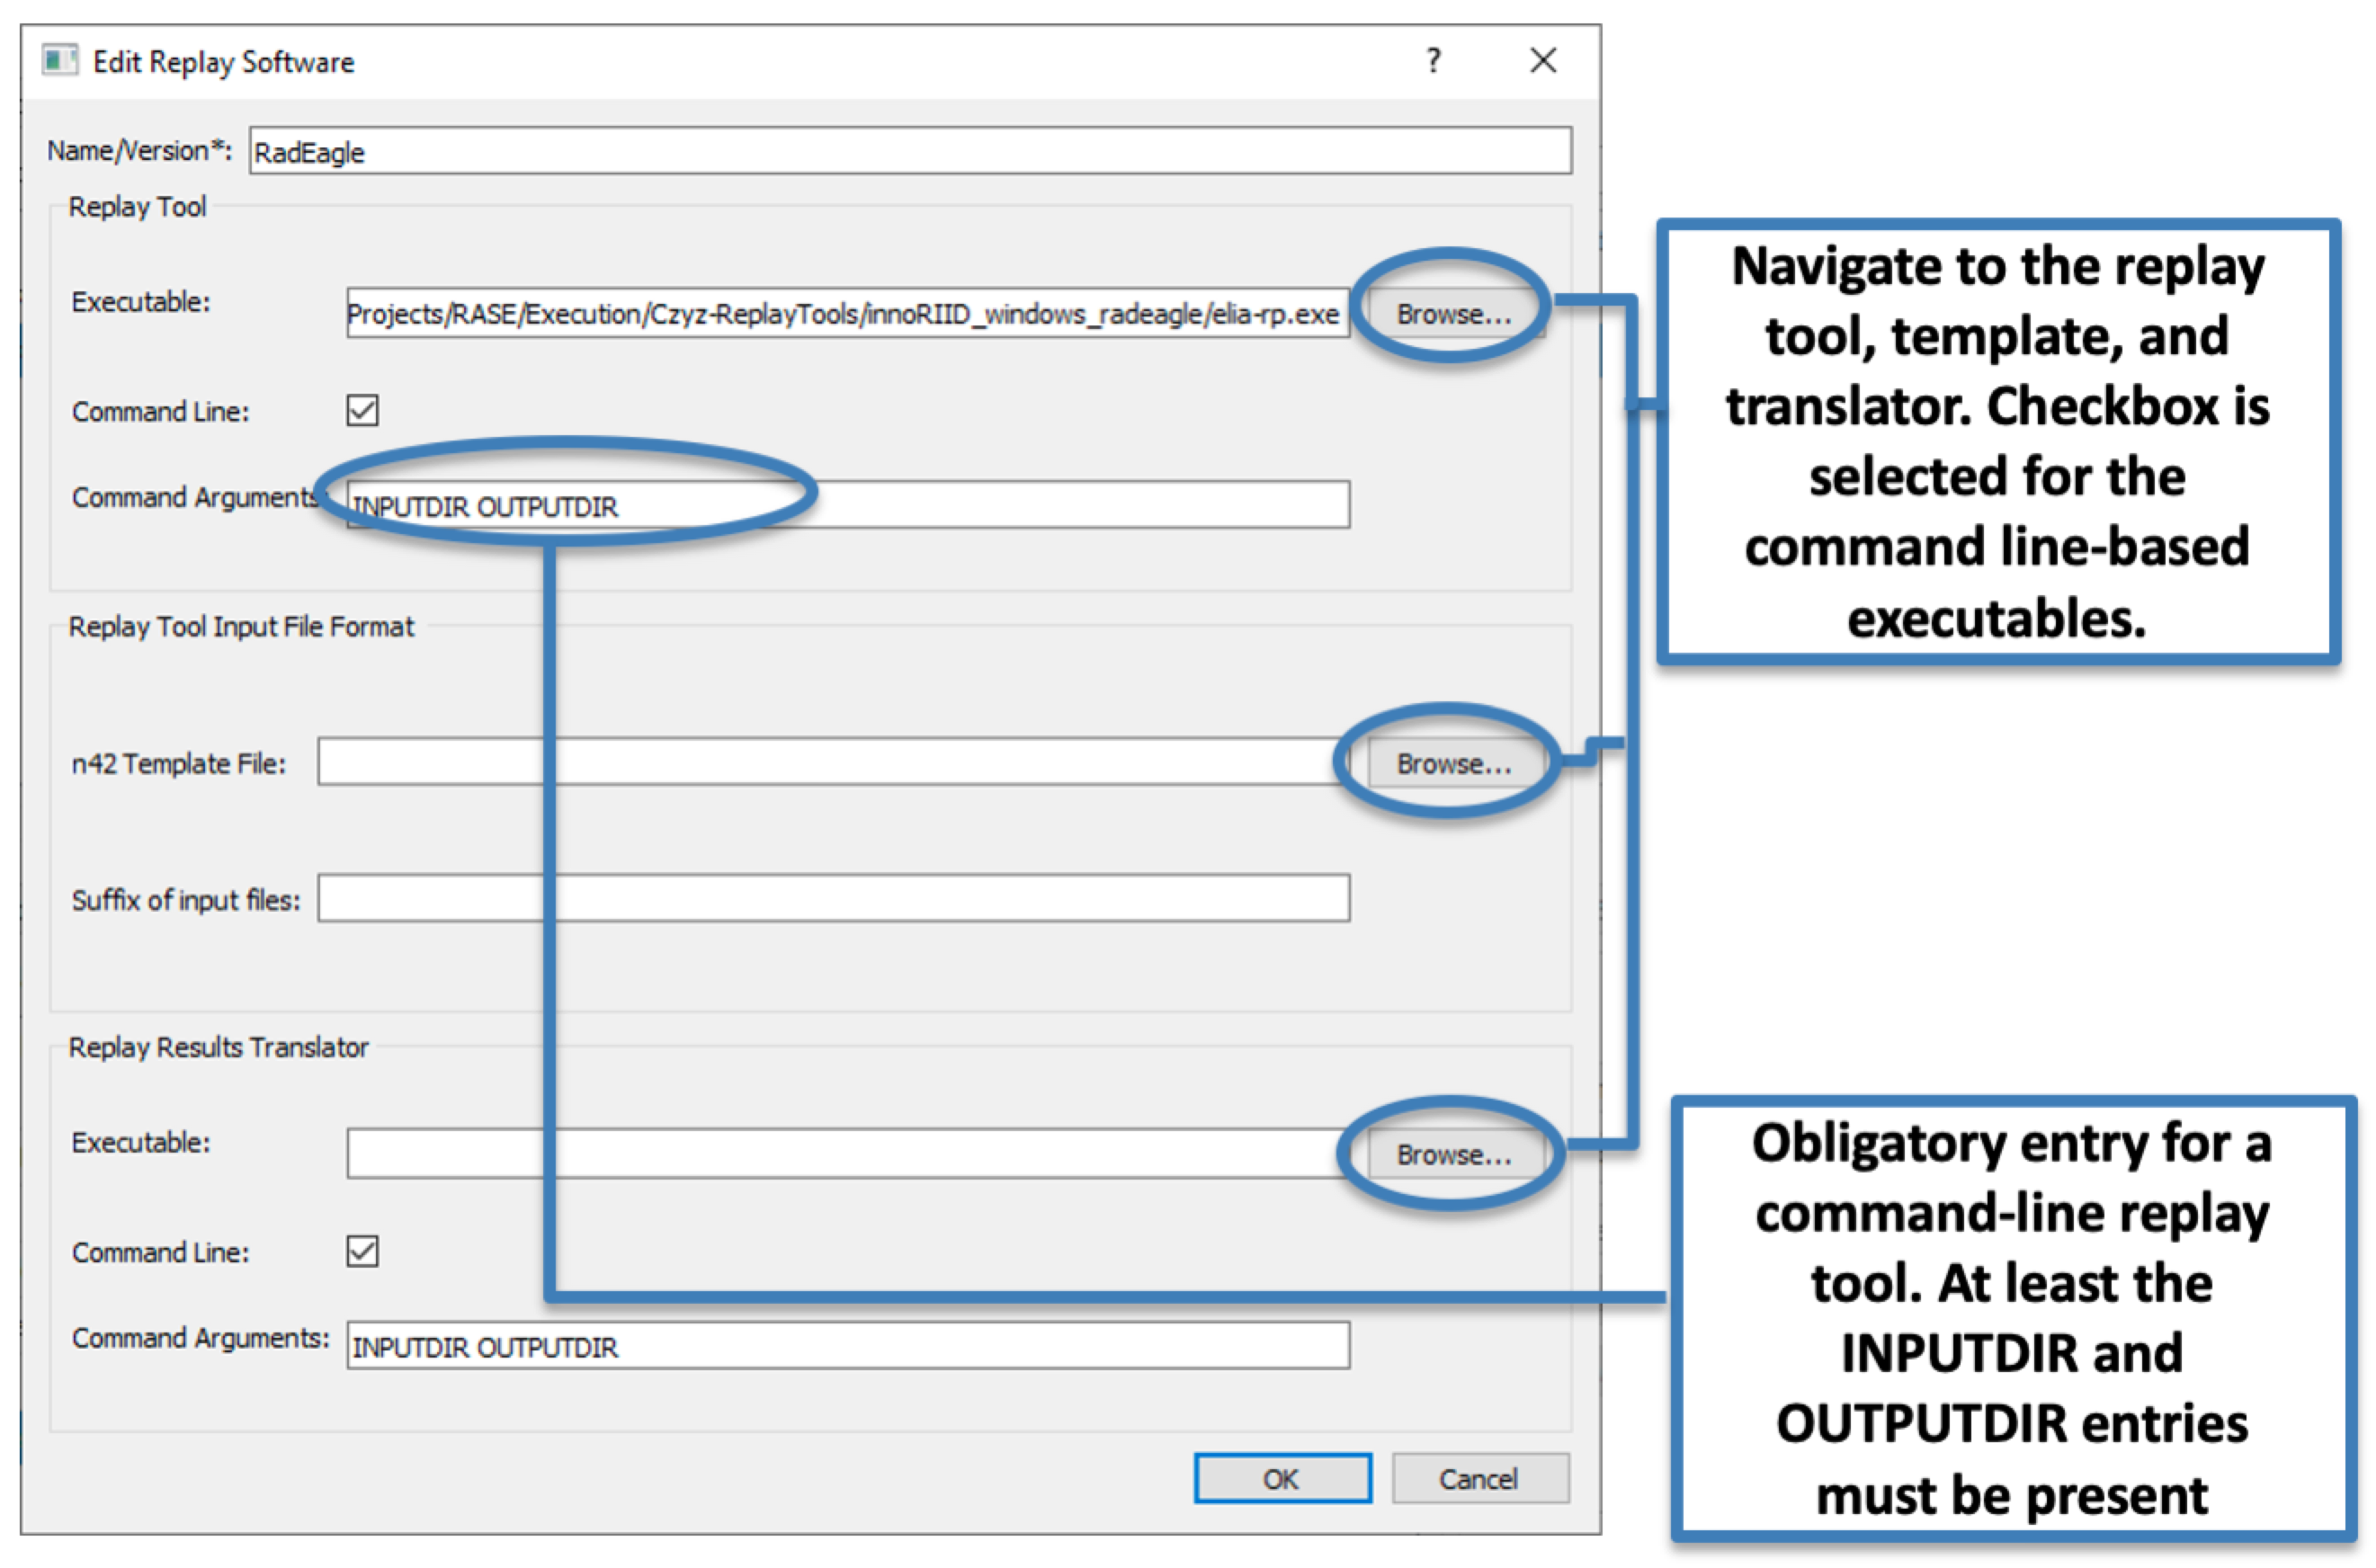 Edit Replay Software
?
Name/Version*: RadEagle
Replay Tool
Executable: Projects/RASE/Execution/Czyz-ReplayTools/innoRIID_windows_radeagle/elia-rp.exe Browse...
Command Line:
Command Arguments: INPUTDIR OUTPUTDIR
Replay Tool Input File Format
n42 Template File: Browse...
Suffix of input files:
Replay Results Translator
Executable: Browse...
Command Line:
Command Arguments: INPUTDIR OUTPUTDIR
OK Cancel
Navigate to the replay
tool, template, and
translator. Checkbox is
selected for the
command line-based
executables.
Obligatory entry for a
command-line replay
tool. At least the
INPUTDIR and
OUTPUTDIR entries
must be present